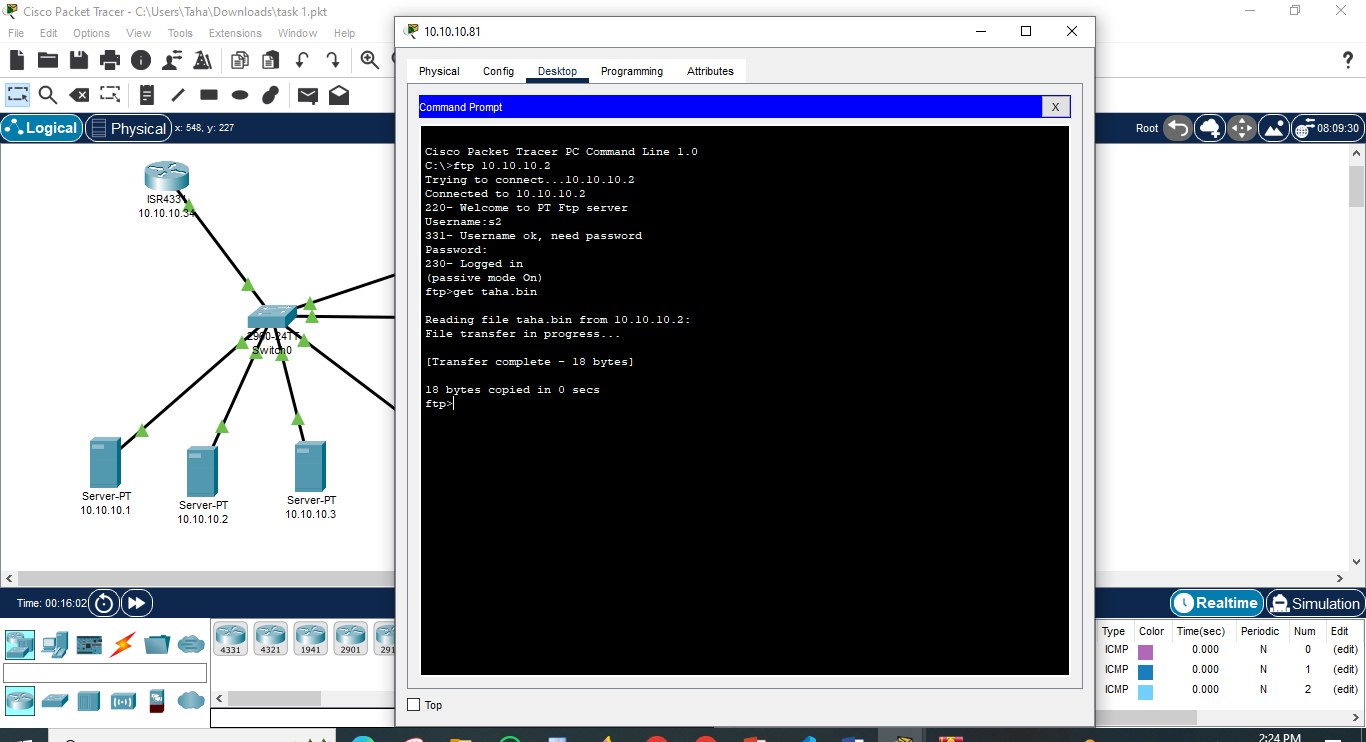 Cisco Packet Tracer - C:\Users\Taha\Downloads\task 1.pkt
File Edit Options View Tools Extensions Window Help
Logical Physical x: 548, y: 227
Root 08:09:30
ISR4331
10.10.10.34
2960-24TT
Switch0
Server-PT
10.10.10.1
Server-PT
10.10.10.2
Server-PT
10.10.10.3
10.10.10.81
Physical Config Desktop Programming Attributes
Command Prompt X
Cisco Packet Tracer PC Command Line 1.0
C:\>ftp 10.10.10.2
Trying to connect...10.10.10.2
Connected to 10.10.10.2
220- Welcome to PT Ftp server
Username:s2
331- Username ok, need password
Password:
230- Logged in
(passive mode On)
ftp>get taha.bin
Reading file taha.bin from 10.10.10.2:
File transfer in progress...
[Transfer complete - 18 bytes]
18 bytes copied in 0 secs
ftp>
Top
Time: 00:16:02
Realtime Simulation
4331 4321 1941 2901 291
Type Color Time(sec) Periodic Num Edit
ICMP 0.000 N 0 (edit)
ICMP 0.000 N 1 (edit)
ICMP 0.000 N 2 (edit)
2:24 PM